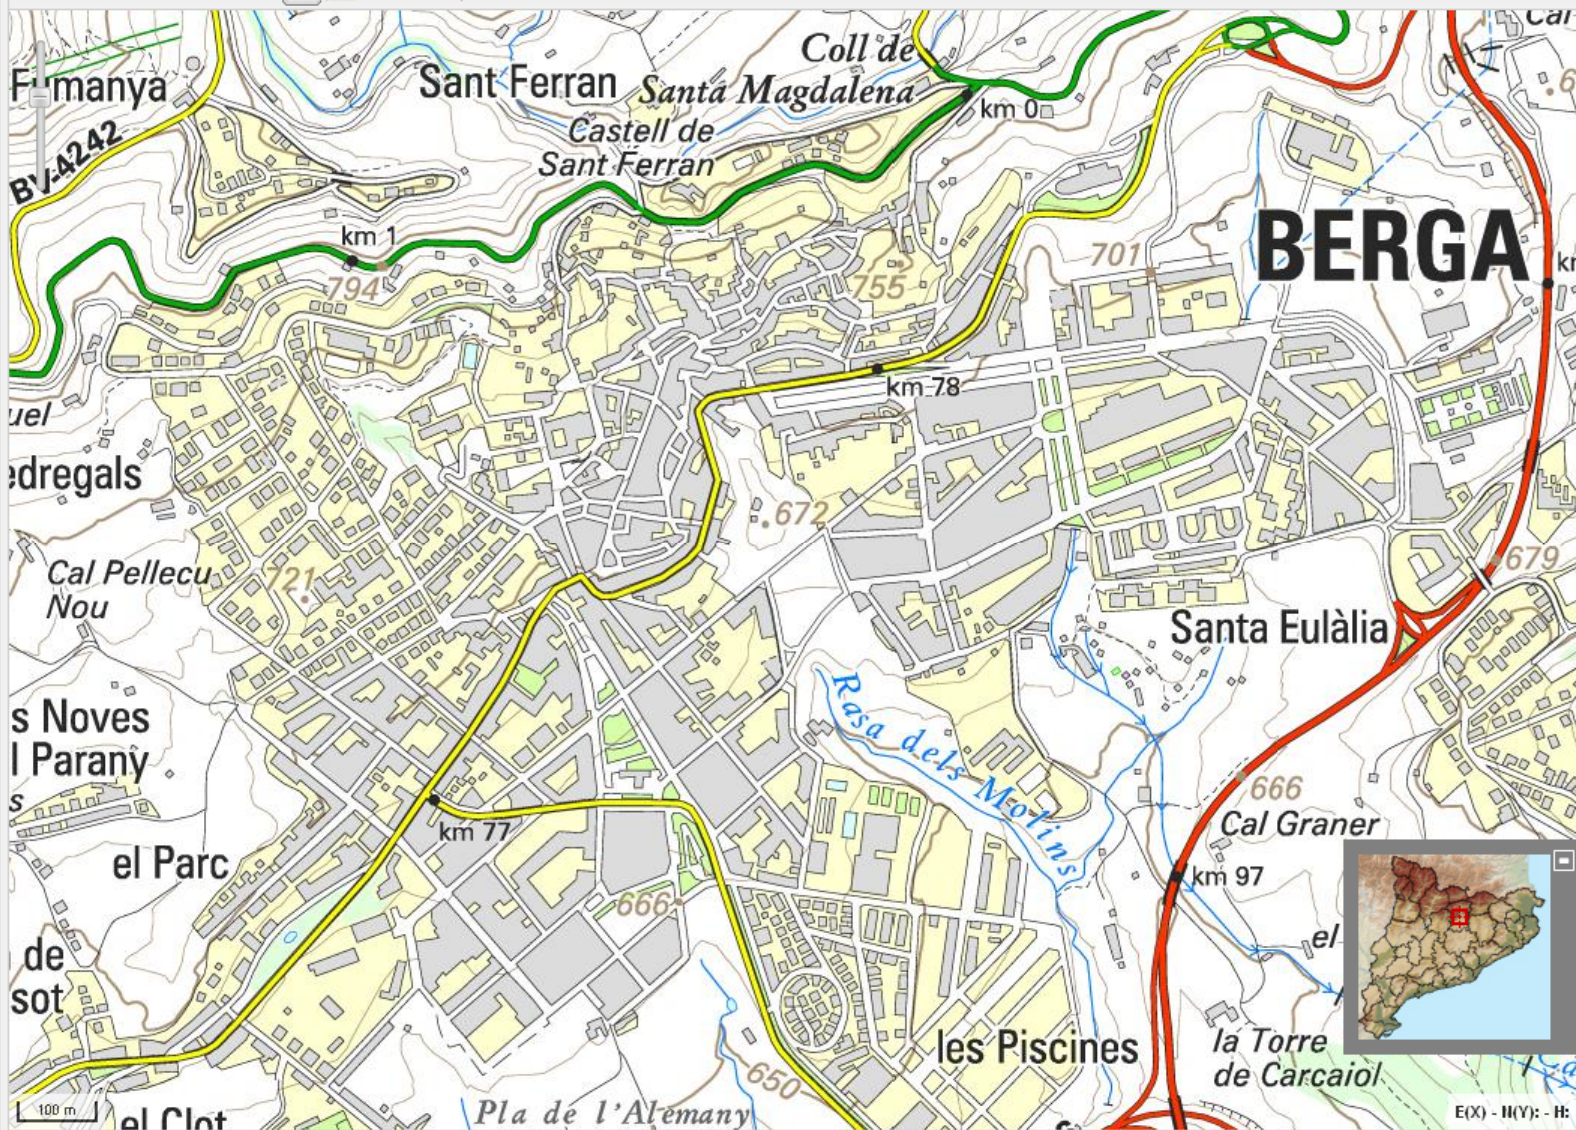 Fumanya
BV-4242
Sant Ferran
Castell de
Sant Ferran
Coll de
Santa Magdalena
km 0
km 1
794
755
701
BERGA
km 78
672
721
Cal Pellecu
Nou
679
Santa Eulàlia
Rasa dels Molins
666
Cal Graner
km 97
s Noves
l Parany
s
el Parc
km 77
666
de
sot
650
les Piscines
la Torre
de Carcaiol
el
el Clot
Pla de l'Alemany
100 m
E(X) - N(Y): - H: